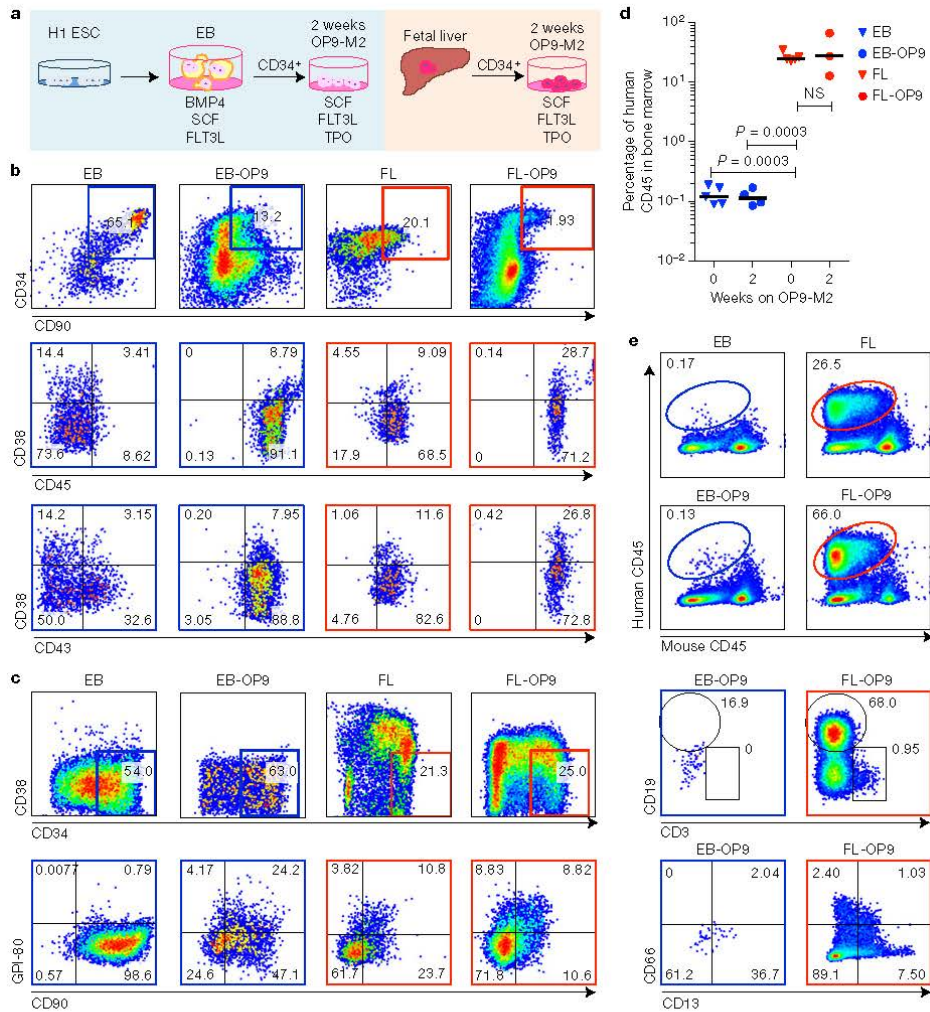 a
H1 ESC
EB
2 weeks
OP9-M2
CD34+
BMP4
SCF
FLT3L
SCF
FLT3L
TPO
Fetal liver
2 weeks
OP9-M2
CD34+
SCF
FLT3L
TPO
b
EB EB-OP9 FL FL-OP9
65.1 13.2 20.1 1.93
CD34
CD90
14.4 3.41 0 8.79 4.55 9.09 0.14 28.7
73.6 8.62 0.13 91.1 17.9 68.5 0 71.2
CD38
CD45
14.2 3.15 0.20 7.95 1.06 11.6 0.42 26.8
50.0 32.6 3.05 88.8 4.76 82.6 0 72.8
CD38
CD43
c
EB EB-OP9 FL FL-OP9
54.0 63.0 21.3 25.0
CD38
CD34
0.0077 0.79 4.17 24.2 3.82 10.8 8.83 8.82
0.57 98.6 24.6 47.1 61.7 23.7 71.8 10.6
GPI-80
CD90
d
Percentage of human
CD45 in bone marrow
10²
10¹
10⁰
10⁻¹
10⁻²
NS
P = 0.0003
P = 0.0003
0 2 0 2
Weeks on OP9-M2
EB
EB-OP9
FL
FL-OP9
e
EB FL
0.17 26.5
EB-OP9 FL-OP9
0.13 66.0
Human CD45
Mouse CD45
EB-OP9 FL-OP9
16.9 68.0
0 0.95
CD19
CD3
EB-OP9 FL-OP9
0 2.04 2.40 1.03
61.2 36.7 89.1 7.50
CD66
CD13